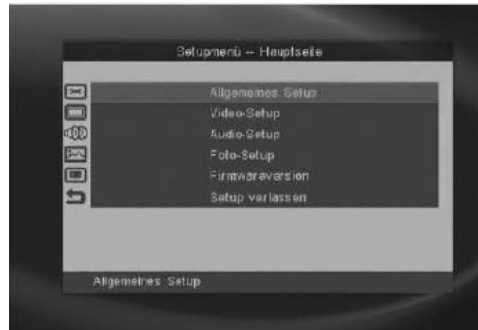 Setupmenü -- Hauptseite
Allgemeines Setup
Video-Setup
Audio-Setup
Foto-Setup
Firmwareversion
Setup verlassen
Allgemeines Setup